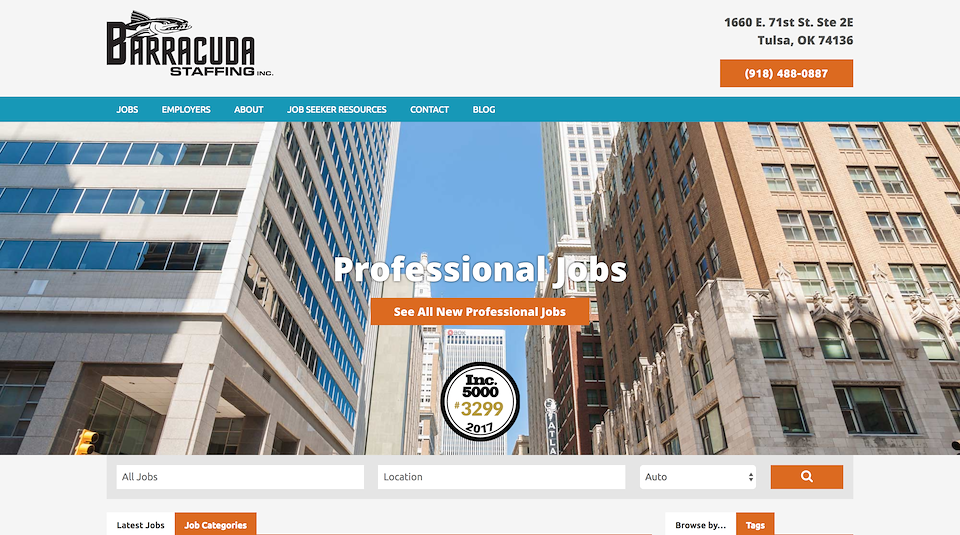 BARRACUDA
STAFFING INC.
1660 E. 71st St. Ste 2E
Tulsa, OK 74136
(918) 488-0887
JOBS EMPLOYERS ABOUT JOB SEEKER RESOURCES CONTACT BLOG
Professional Jobs
See All New Professional Jobs
BOK
Inc.
5000
#3299
2017
ATLA
All Jobs Location Auto
Latest Jobs Job Categories Browse by... Tags